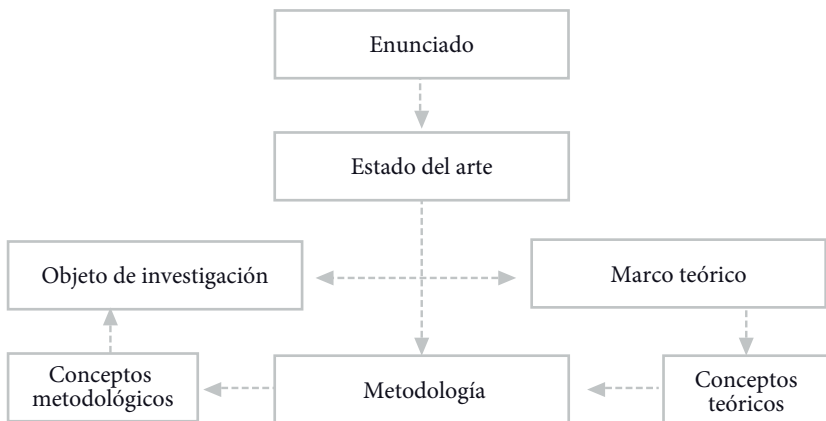 Enunciado
Estado del arte
Objeto de investigación
Marco teórico
Conceptos
metodológicos
Metodología
Conceptos
teóricos